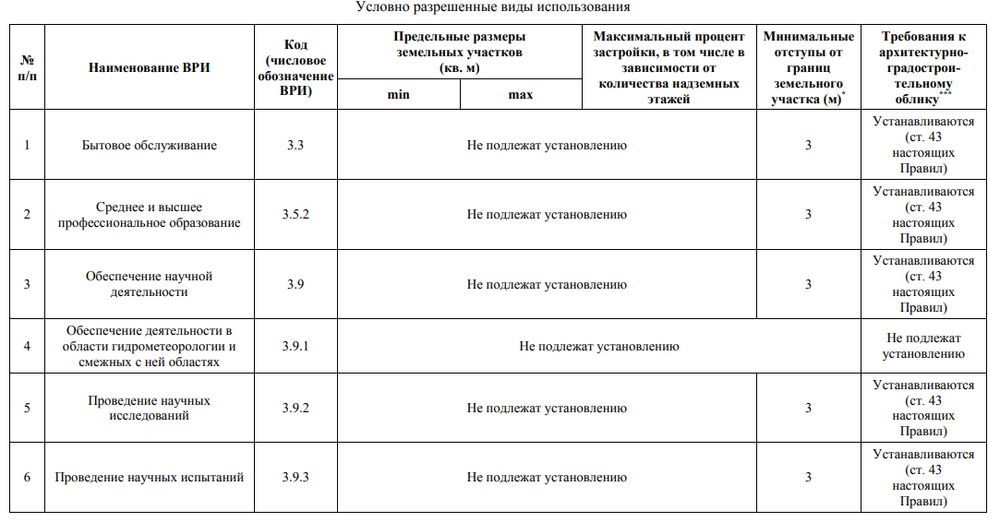 Условно разрешенные виды использования
№
п/п
Наименование ВРИ
Код
(числовое
обозначение
ВРИ)
Предельные размеры
земельных участков
(кв. м)
min
max
Максимальный процент
застройки, в том числе в
зависимости от
количества надземных
этажей
Минимальные
отступы от
границ
земельного
участка (м)*
Требования к
архитектурно-
градострои-
тельному
облику***
1
Бытовое обслуживание
3.3
Не подлежат установлению
3
Устанавливаются
(ст. 43
настоящих
Правил)
2
Среднее и высшее
профессиональное образование
3.5.2
Не подлежат установлению
3
Устанавливаются
(ст. 43
настоящих
Правил)
3
Обеспечение научной
деятельности
3.9
Не подлежат установлению
3
Устанавливаются
(ст. 43
настоящих
Правил)
4
Обеспечение деятельности в
области гидрометеорологии и
смежных с ней областях
3.9.1
Не подлежат установлению
Не подлежат
установлению
5
Проведение научных
исследований
3.9.2
Не подлежат установлению
3
Устанавливаются
(ст. 43
настоящих
Правил)
6
Проведение научных испытаний
3.9.3
Не подлежат установлению
3
Устанавливаются
(ст. 43
настоящих
Правил)